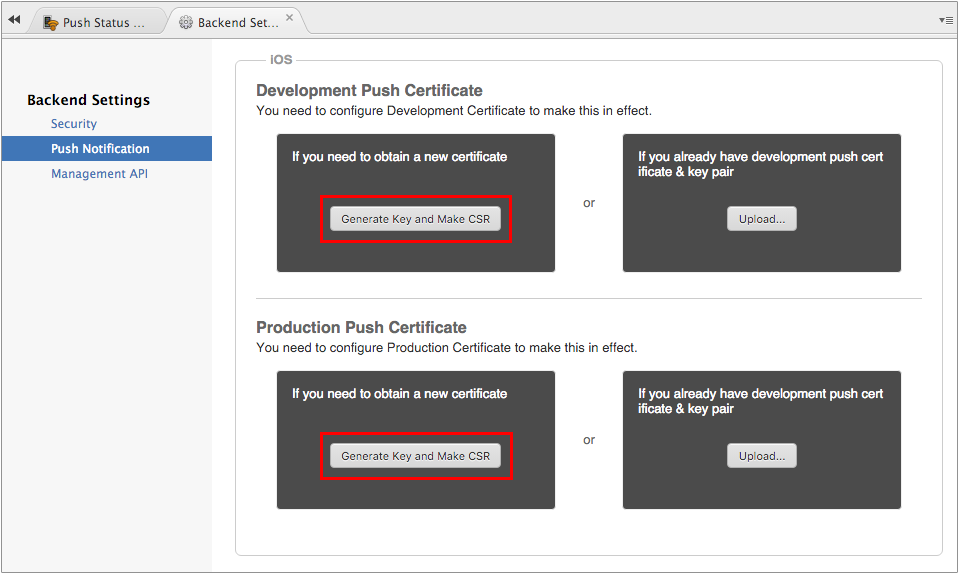 Push Status ...
Backend Set...
iOS
Backend Settings
Security
Push Notification
Management API
Development Push Certificate
You need to configure Development Certificate to make this in effect.
If you need to obtain a new certificate
Generate Key and Make CSR
or
If you already have development push cert
ificate & key pair
Upload...
Production Push Certificate
You need to configure Production Certificate to make this in effect.
If you need to obtain a new certificate
Generate Key and Make CSR
or
If you already have development push cert
ificate & key pair
Upload...